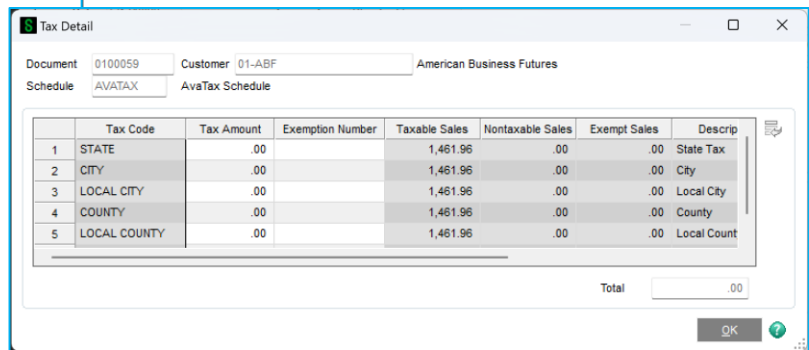 S Tax Detail
Document 0100059 Customer 01-ABF American Business Futures
Schedule AVATAX AvaTax Schedule
Tax Code Tax Amount Exemption Number Taxable Sales Nontaxable Sales Exempt Sales Descrip
1 STATE .00 1,461.96 .00 .00 State Tax
2 CITY .00 1,461.96 .00 .00 City
3 LOCAL CITY .00 1,461.96 .00 .00 Local City
4 COUNTY .00 1,461.96 .00 .00 County
5 LOCAL COUNTY .00 1,461.96 .00 .00 Local Count
Total .00
OK ?